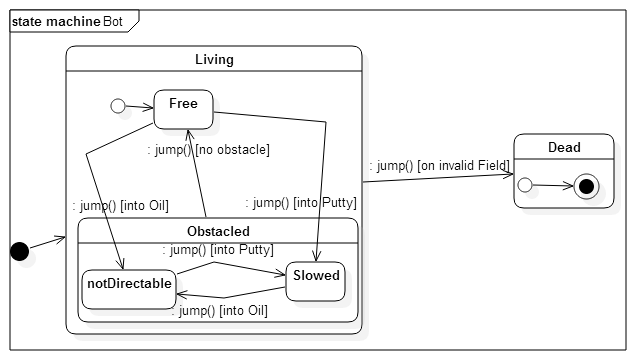 state machine Bot
Living
Free
: jump() [no obstacle]
Dead
: jump() [on invalid Field]
: jump() [into Oil]
: jump() [into Putty]
Obstacled
: jump() [into Putty]
notDirectable
Slowed
: jump() [into Oil]